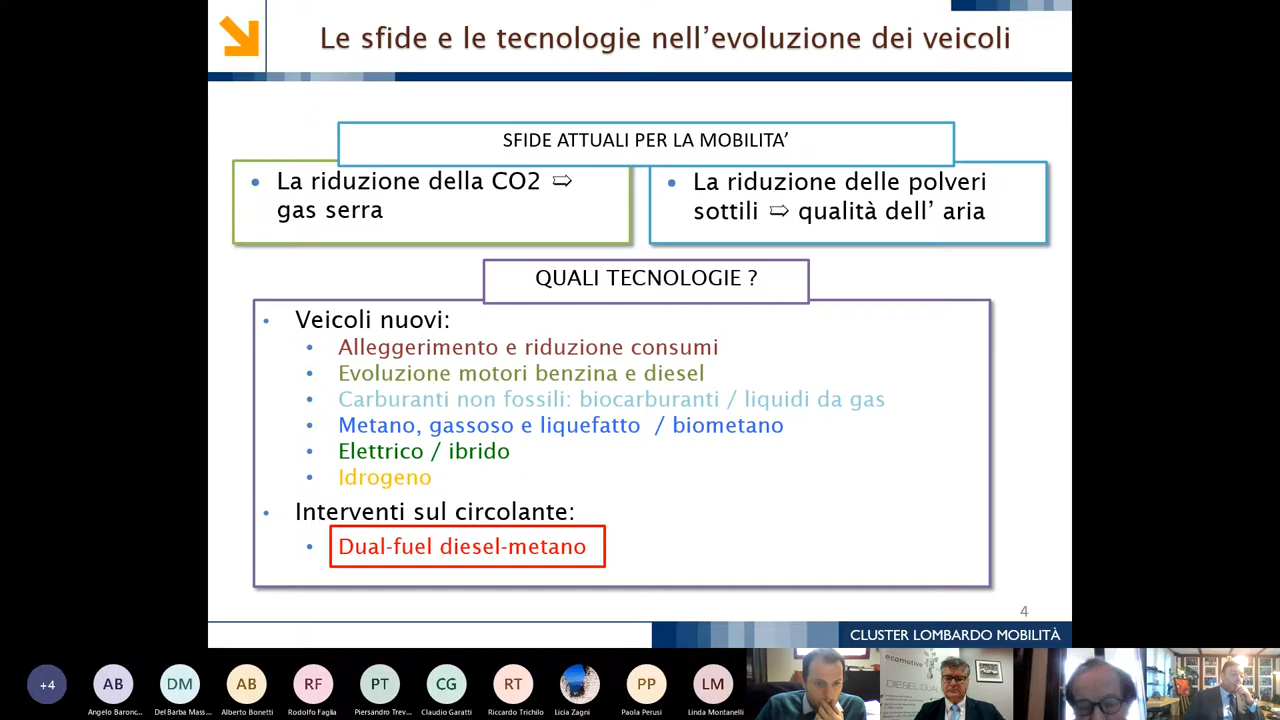 Le sfide e le tecnologie nell’evoluzione dei veicoli
SFIDE ATTUALI PER LA MOBILITA’
• La riduzione della CO2 ⇨
gas serra
• La riduzione delle polveri
sottili ⇨ qualità dell’ aria
QUALI TECNOLOGIE ?
• Veicoli nuovi:
• Alleggerimento e riduzione consumi
• Evoluzione motori benzina e diesel
• Carburanti non fossili: biocarburanti / liquidi da gas
• Metano, gassoso e liquefatto / biometano
• Elettrico / ibrido
• Idrogeno
• Interventi sul circolante:
• Dual-fuel diesel-metano
4
CLUSTER LOMBARDO MOBILITÀ
+4
AB
DM
AB
RF
PT
CG
RT
PP
LM
Angelo Baronc...
Del Barba Mass...
Alberto Bonetti
Rodolfo Faglia
Piersandro Trev...
Claudio Garatti
Riccardo Trichilo
Licia Zagni
Paola Perusi
Linda Montanelli
ecomotive
DIESEL DUAL